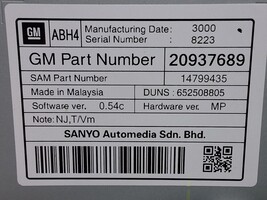 GM ABH4 Manufacturing Date: 3000
Serial Number : 8223
GM Part Number 20937689
SAM Part Number 14799435
Made in Malaysia DUNS : 652508805
Software ver. 0.54c Hardware ver. MP
Note: NJ,T/Vm
SANYO Automedia Sdn. Bhd.